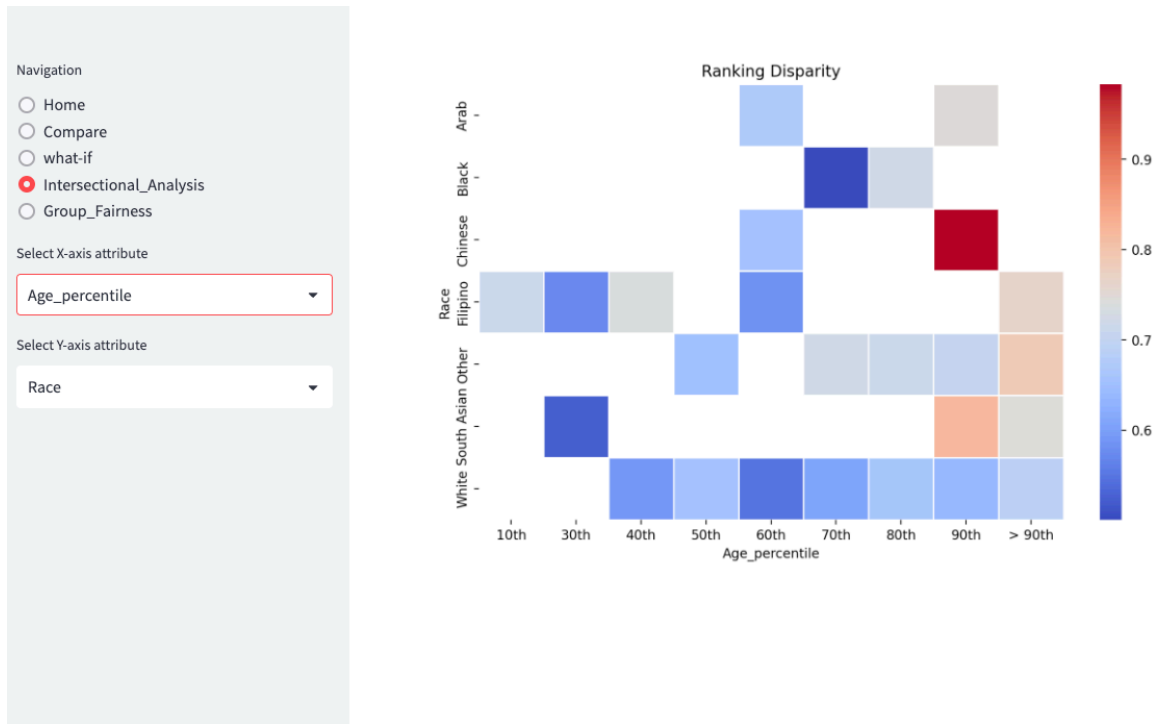 Navigation
Home
Compare
what-if
Intersectional_Analysis
Group_Fairness
Select X-axis attribute
Age_percentile
Select Y-axis attribute
Race
Ranking Disparity
Race
Arab
Black
Chinese
Filipino
Other
South Asian
White
10th 30th 40th 50th 60th 70th 80th 90th > 90th
Age_percentile
0.9
0.8
0.7
0.6